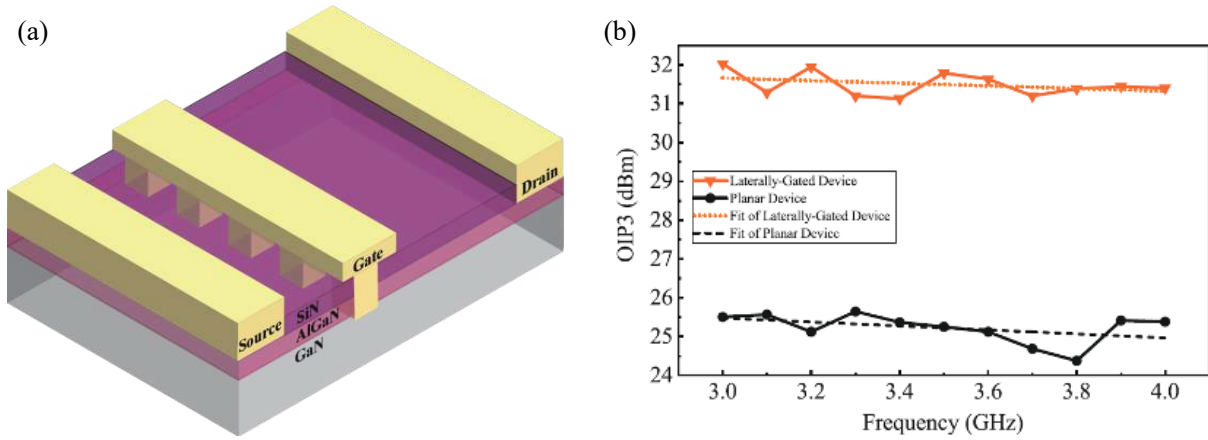 (a)
Drain
Gate
Source
SiN
AlGaN
GaN
(b)
OIP3 (dBm)
32
31
30
29
28
27
26
25
24
Laterally-Gated Device
Planar Device
Fit of Laterally-Gated Device
Fit of Planar Device
3.0 3.2 3.4 3.6 3.8 4.0
Frequency (GHz)